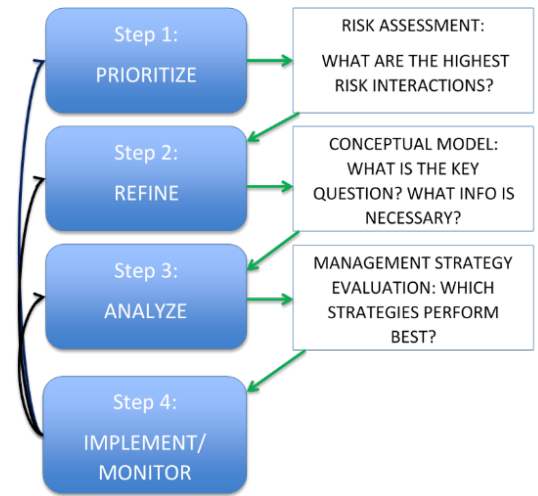 Step 1:
PRIORITIZE
RISK ASSESSMENT:
WHAT ARE THE HIGHEST
RISK INTERACTIONS?
Step 2:
REFINE
CONCEPTUAL MODEL:
WHAT IS THE KEY
QUESTION? WHAT INFO IS
NECESSARY?
Step 3:
ANALYZE
MANAGEMENT STRATEGY
EVALUATION: WHICH
STRATEGIES PERFORM
BEST?
Step 4:
IMPLEMENT/
MONITOR